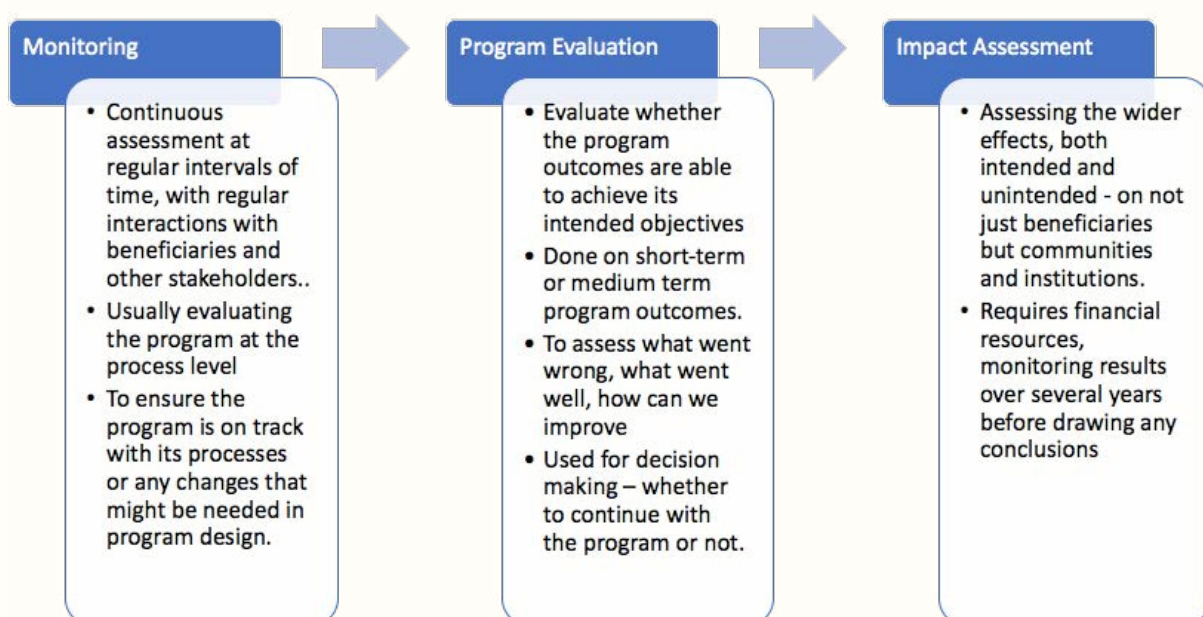 Monitoring
• Continuous
assessment at
regular intervals of
time, with regular
interactions with
beneficiaries and
other stakeholders..
• Usually evaluating
the program at the
process level
• To ensure the
program is on track
with its processes
or any changes that
might be needed in
program design.
Program Evaluation
• Evaluate whether
the program
outcomes are able
to achieve its
intended objectives
• Done on short-term
or medium term
program outcomes.
• To assess what went
wrong, what went
well, how can we
improve
• Used for decision
making – whether
to continue with
the program or not.
Impact Assessment
• Assessing the wider
effects, both
intended and
unintended - on not
just beneficiaries
but communities
and institutions.
• Requires financial
resources,
monitoring results
over several years
before drawing any
conclusions